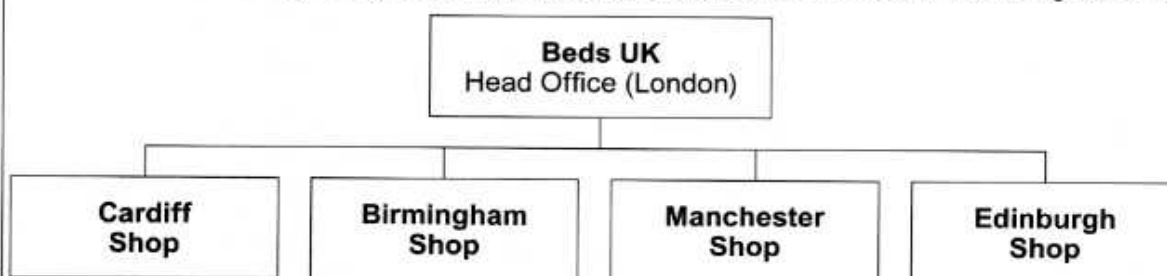 Beds UK
Head Office (London)
Cardiff
Shop
Birmingham
Shop
Manchester
Shop
Edinburgh
Shop